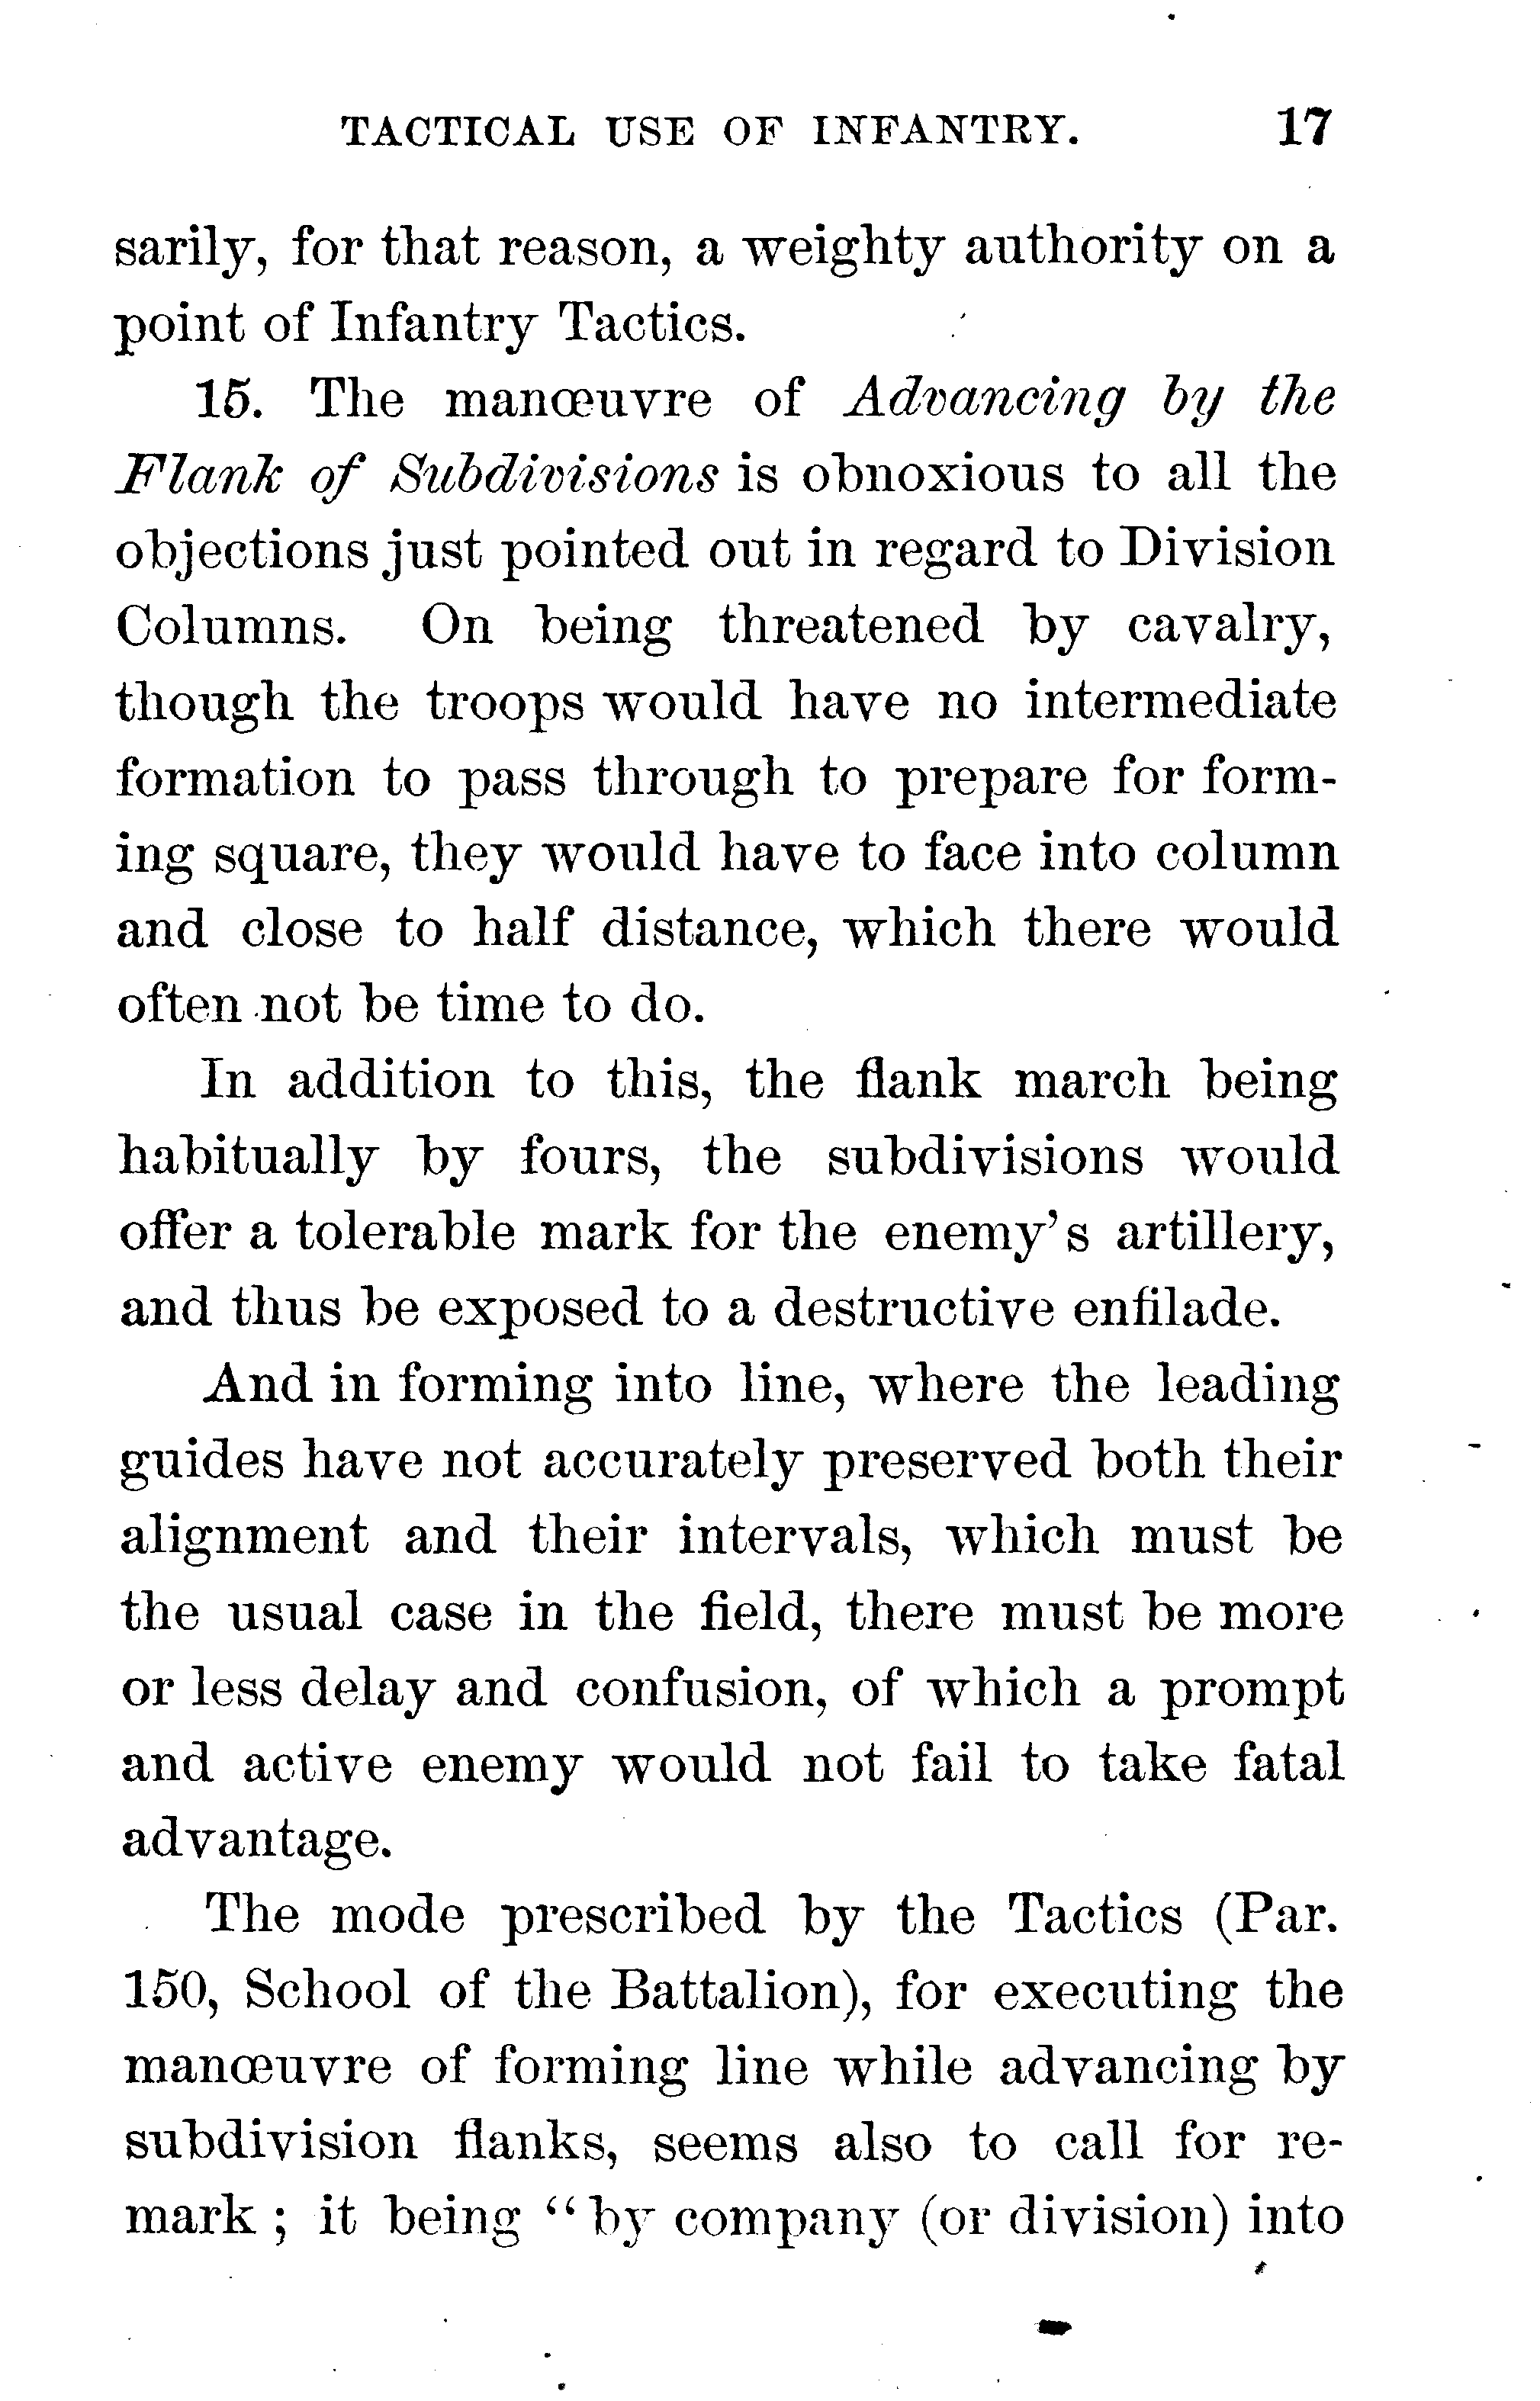 TACTICAL USE OF INFANTRY. 17
sarily, for that reason, a weighty authority on a
point of Infantry Tactics.
15. The manœuvre of Advancing by the
Flank of Subdivisions is obnoxious to all the
objections just pointed out in regard to Division
Columns. On being threatened by cavalry,
though the troops would have no intermediate
formation to pass through to prepare for form-
ing square, they would have to face into column
and close to half distance, which there would
often not be time to do.
In addition to this, the flank march being
habitually by fours, the subdivisions would
offer a tolerable mark for the enemy's artillery,
and thus be exposed to a destructive enfilade.
And in forming into line, where the leading
guides have not accurately preserved both their
alignment and their intervals, which must be
the usual case in the field, there must be more
or less delay and confusion, of which a prompt
and active enemy would not fail to take fatal
advantage.
The mode prescribed by the Tactics (Par.
150, School of the Battalion), for executing the
manœuvre of forming line while advancing by
subdivision flanks, seems also to call for re-
mark ; it being “by company (or division) into